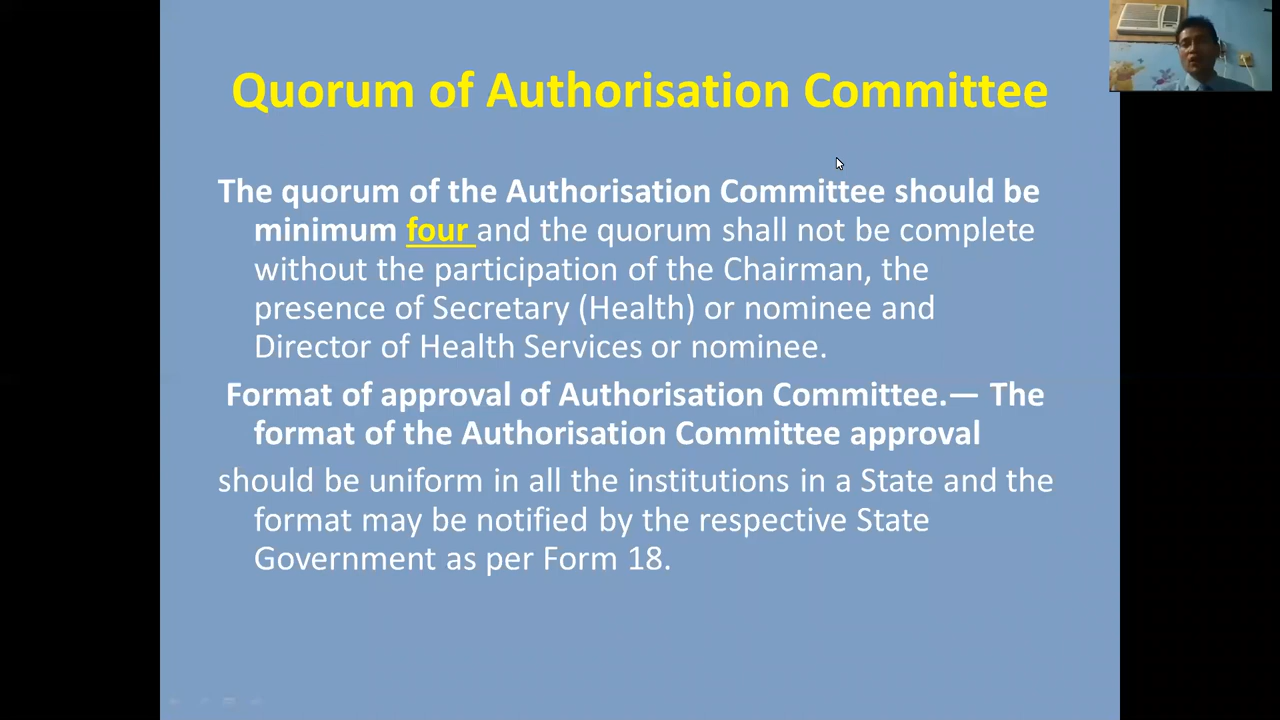 Quorum of Authorisation Committee
The quorum of the Authorisation Committee should be
minimum four and the quorum shall not be complete
without the participation of the Chairman, the
presence of Secretary (Health) or nominee and
Director of Health Services or nominee.
Format of approval of Authorisation Committee.— The
format of the Authorisation Committee approval
should be uniform in all the institutions in a State and the
format may be notified by the respective State
Government as per Form 18.